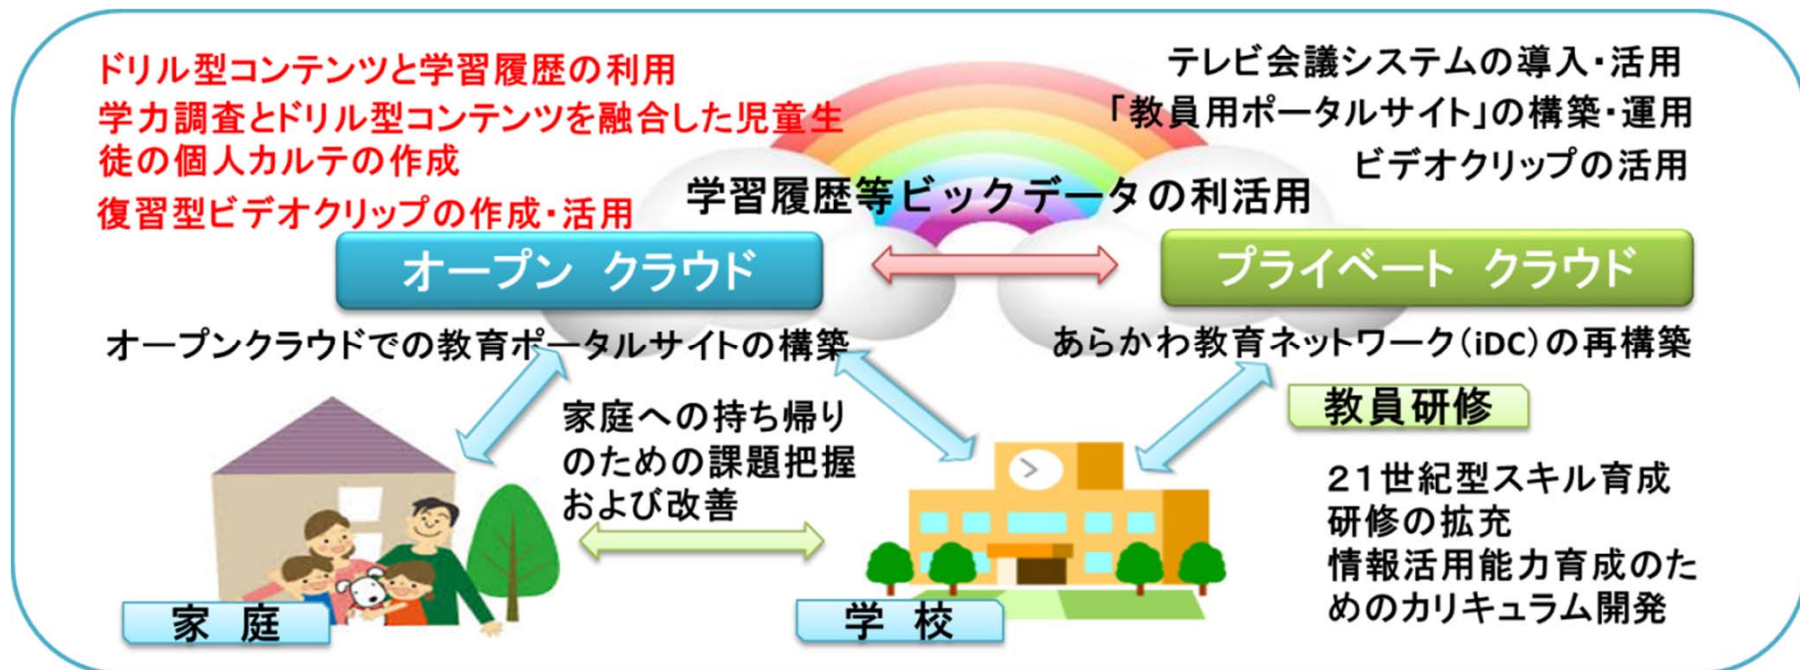 ドリル型コンテンツと学習履歴の利用
学力調査とドリル型コンテンツを融合した児童生
徒の個人カルテの作成
復習型ビデオクリップの作成・活用
テレビ会議システムの導入・活用
「教員用ポータルサイト」の構築・運用
ビデオクリップの活用
学習履歴等ビックデータの利活用
オープン クラウド
プライベート クラウド
オープンクラウドでの教育ポータルサイトの構築
あらかわ教育ネットワーク(iDC)の再構築
家庭への持ち帰り
のための課題把握
および改善
教員研修
21世紀型スキル育成
研修の拡充
情報活用能力育成のた
めのカリキュラム開発
家 庭
学 校